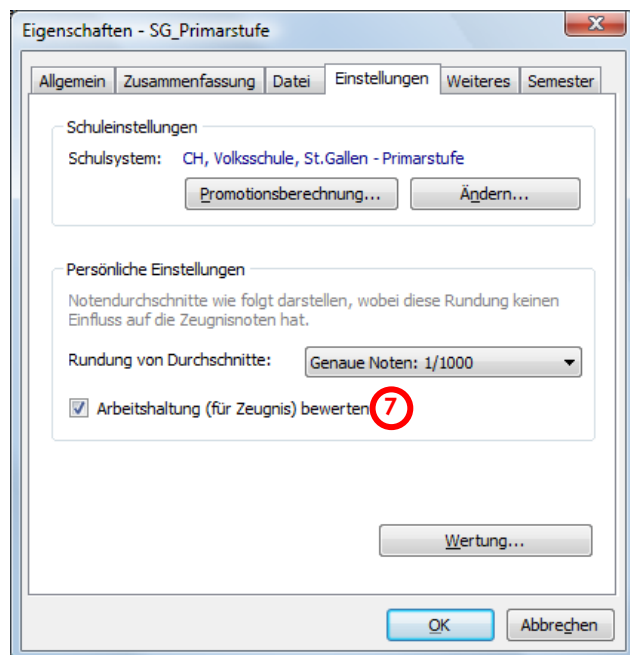 Eigenschaften - SG_Primarstufe
Allgemein Zusammenfassung Datei Einstellungen Weiteres Semester
Schuleinstellungen
Schulsystem: CH, Volksschule, St.Gallen - Primarstufe
Promotionsberechnung... Ändern...
Persönliche Einstellungen
Notendurchschnitte wie folgt darstellen, wobei diese Rundung keinen
Einfluss auf die Zeugnisnoten hat.
Rundung von Durchschnitte: Genaue Noten: 1/1000
Arbeitshaltung (für Zeugnis) bewerten 7
Wertung...
OK Abbrechen